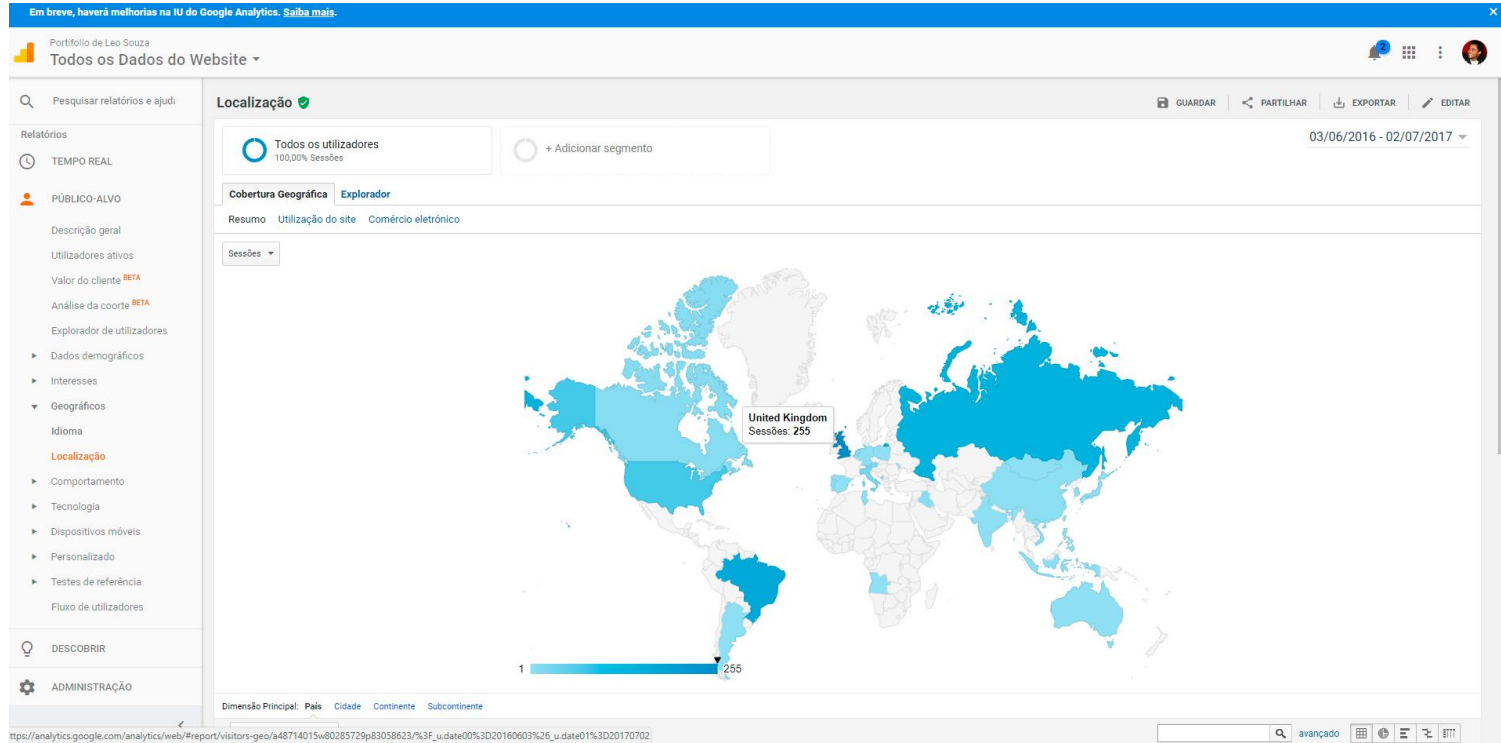 Em breve, haverá melhorias na IU do Google Analytics. Saiba mais.
×
Portifolio de Leo Souza
Todos os Dados do Website
2
Pesquisar relatórios e ajuda
Localização
GUARDAR
PARTILHAR
EXPORTAR
EDITAR
Relatórios
TEMPO REAL
PÚBLICO-ALVO
Descrição geral
Utilizadores ativos
Valor do cliente BETA
Análise da coorte BETA
Explorador de utilizadores
Dados demográficos
Interesses
Geográficos
Idioma
Localização
Comportamento
Tecnologia
Dispositivos móveis
Personalizado
Testes de referência
Fluxo de utilizadores
DESCOBRIR
ADMINISTRAÇÃO
Todos os utilizadores
100,00% Sessões
+ Adicionar segmento
03/06/2016 - 02/07/2017
Cobertura Geográfica
Explorador
Resumo
Utilização do site
Comércio eletrónico
Sessões
United Kingdom
Sessões: 255
1
255
Dimensão Principal: País Cidade Continente Subcontinente
avançado
ttps://analytics.google.com/analytics/web/#report/visitors-geo/a48714015w80285729p83058623/%3F_u.date00%3D20160603%26_u.date01%3D20170702